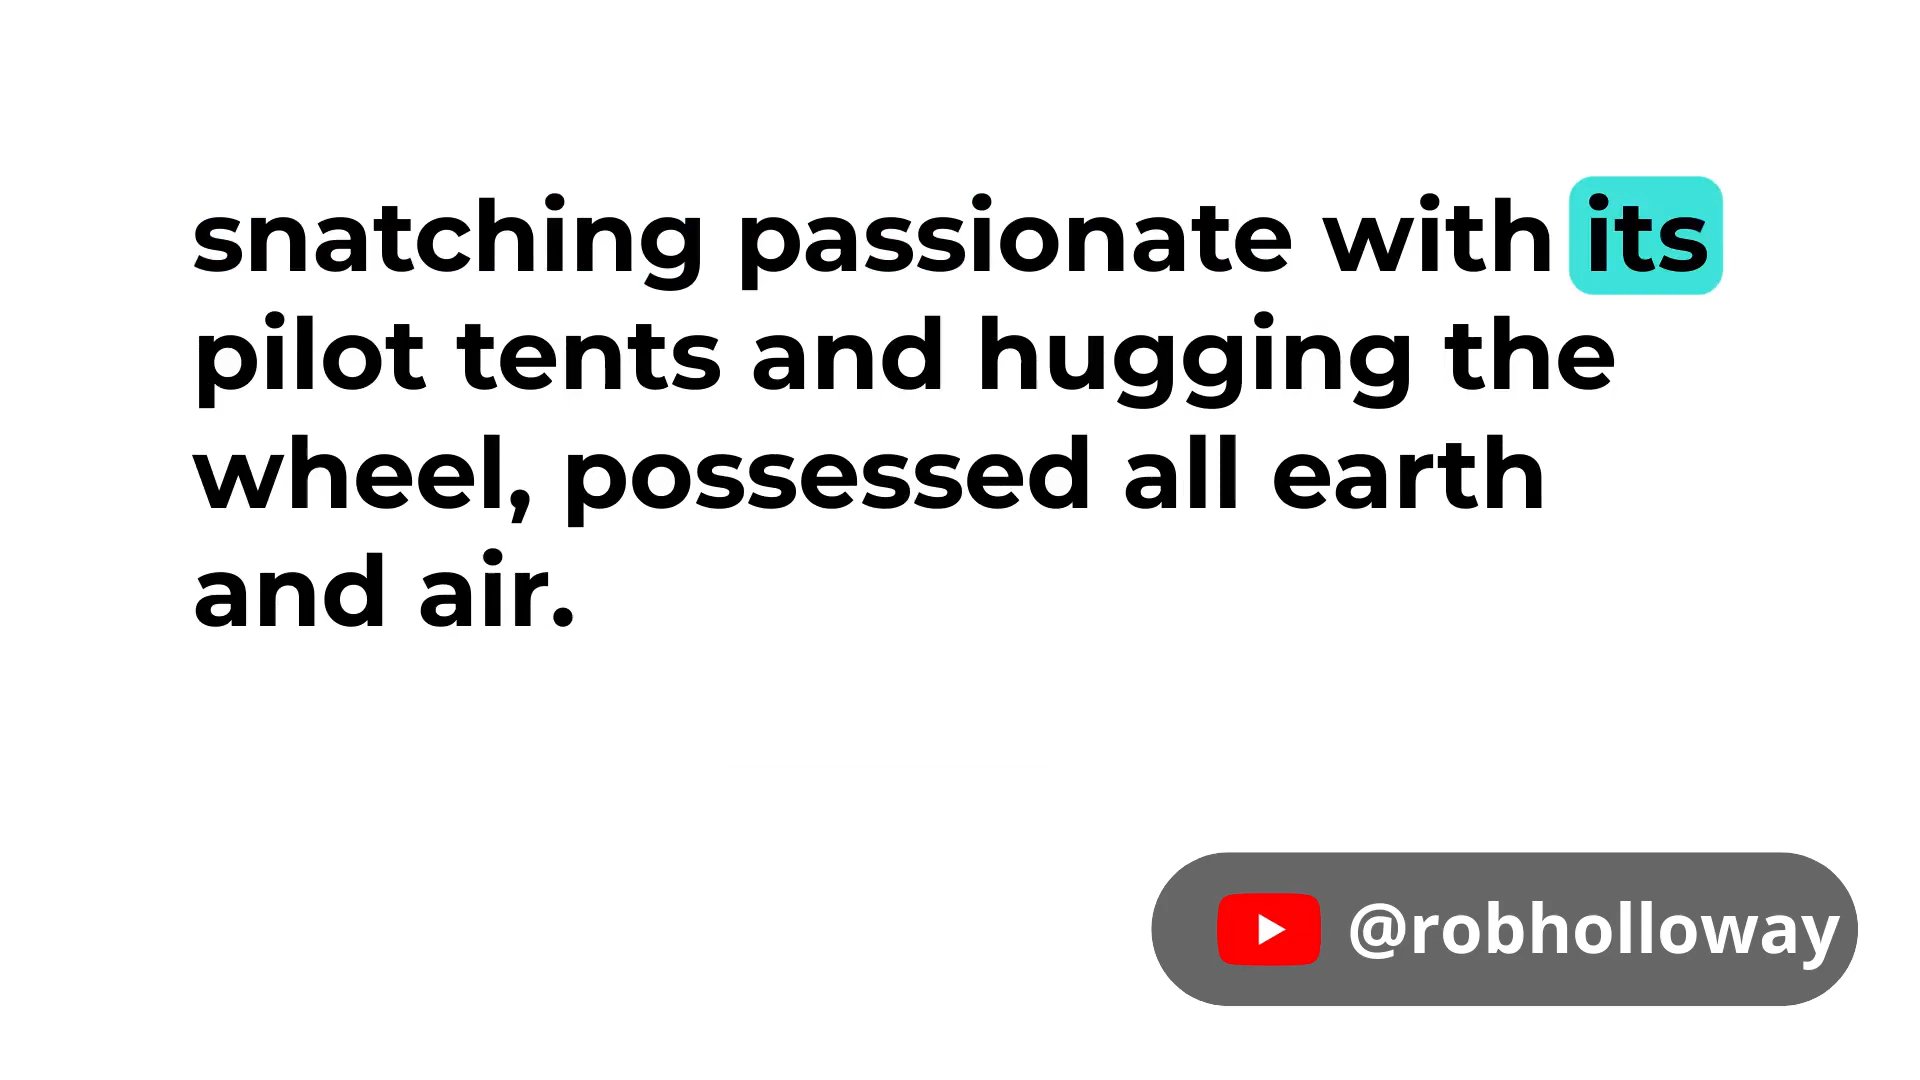 snatching passionate with its
pilot tents and hugging the
wheel, possessed all earth
and air.
@robholloway